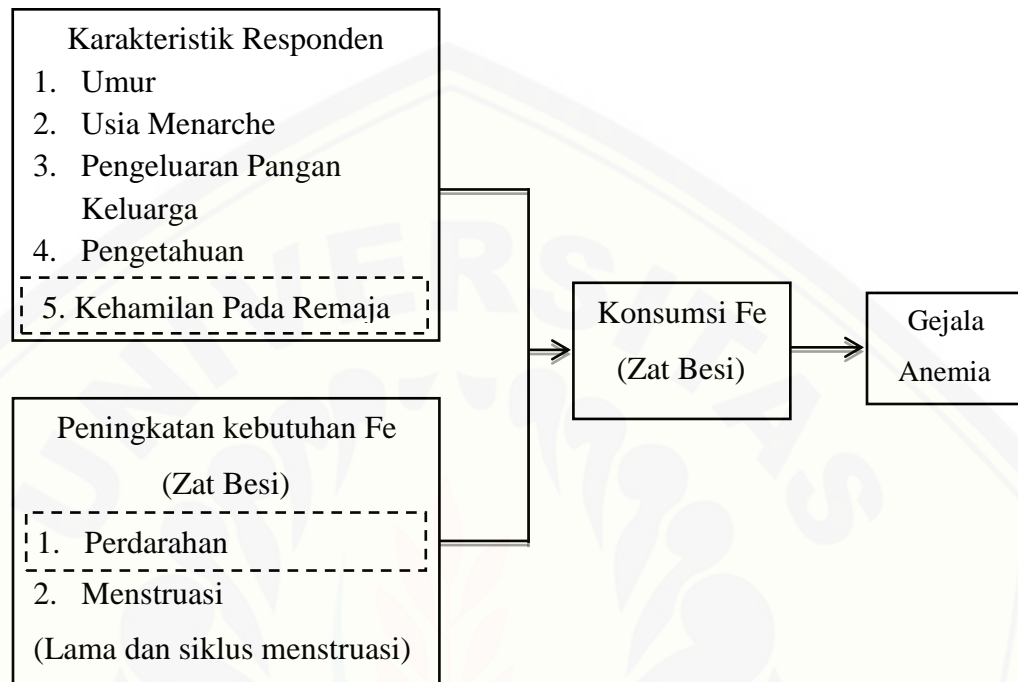 Karakteristik Responden
1. Umur
2. Usia Menarche
3. Pengeluaran Pangan
Keluarga
4. Pengetahuan
5. Kehamilan Pada Remaja
Peningkatan kebutuhan Fe
(Zat Besi)
1. Perdarahan
2. Menstruasi
(Lama dan siklus menstruasi)
Konsumsi Fe
(Zat Besi)
Gejala
Anemia
UNIVERSITAS